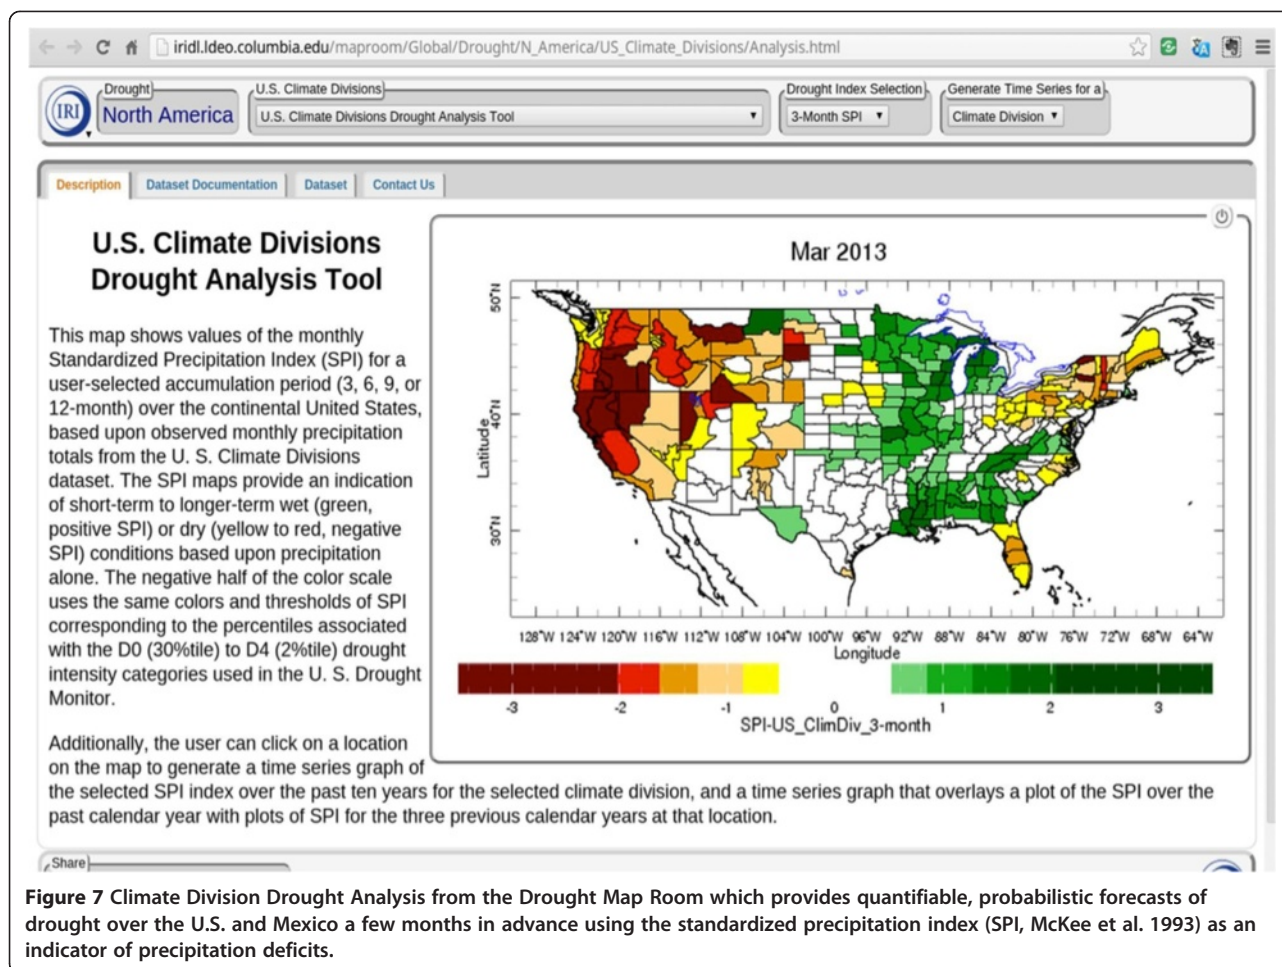 iridl.ldeo.columbia.edu/maproom/Global/Drought/N_America/US_Climate_Divisions/Analysis.html
Drought
U.S. Climate Divisions
Drought Index Selection
Generate Time Series for a
IRI
North America
U.S. Climate Divisions Drought Analysis Tool
3-Month SPI
Climate Division
Description
Dataset Documentation
Dataset
Contact Us
U.S. Climate Divisions
Drought Analysis Tool
This map shows values of the monthly
Standardized Precipitation Index (SPI) for a
user-selected accumulation period (3, 6, 9, or
12-month) over the continental United States,
based upon observed monthly precipitation
totals from the U. S. Climate Divisions
dataset. The SPI maps provide an indication
of short-term to longer-term wet (green,
positive SPI) or dry (yellow to red, negative
SPI) conditions based upon precipitation
alone. The negative half of the color scale
uses the same colors and thresholds of SPI
corresponding to the percentiles associated
with the D0 (30%tile) to D4 (2%tile) drought
intensity categories used in the U. S. Drought
Monitor.
Additionally, the user can click on a location
on the map to generate a time series graph of
the selected SPI index over the past ten years for the selected climate division, and a time series graph that overlays a plot of the SPI over the
past calendar year with plots of SPI for the three previous calendar years at that location.
Mar 2013
50°N
40°N
30°N
Latitude
128°W 124°W 120°W 116°W 112°W 108°W 104°W 100°W 96°W 92°W 88°W 84°W 80°W 76°W 72°W 68°W 64°W
Longitude
-3 -2 -1 0 1 2 3
SPI-US_ClimDiv_3-month
Share
Figure 7 Climate Division Drought Analysis from the Drought Map Room which provides quantifiable, probabilistic forecasts of
drought over the U.S. and Mexico a few months in advance using the standardized precipitation index (SPI, McKee et al. 1993) as an
indicator of precipitation deficits.